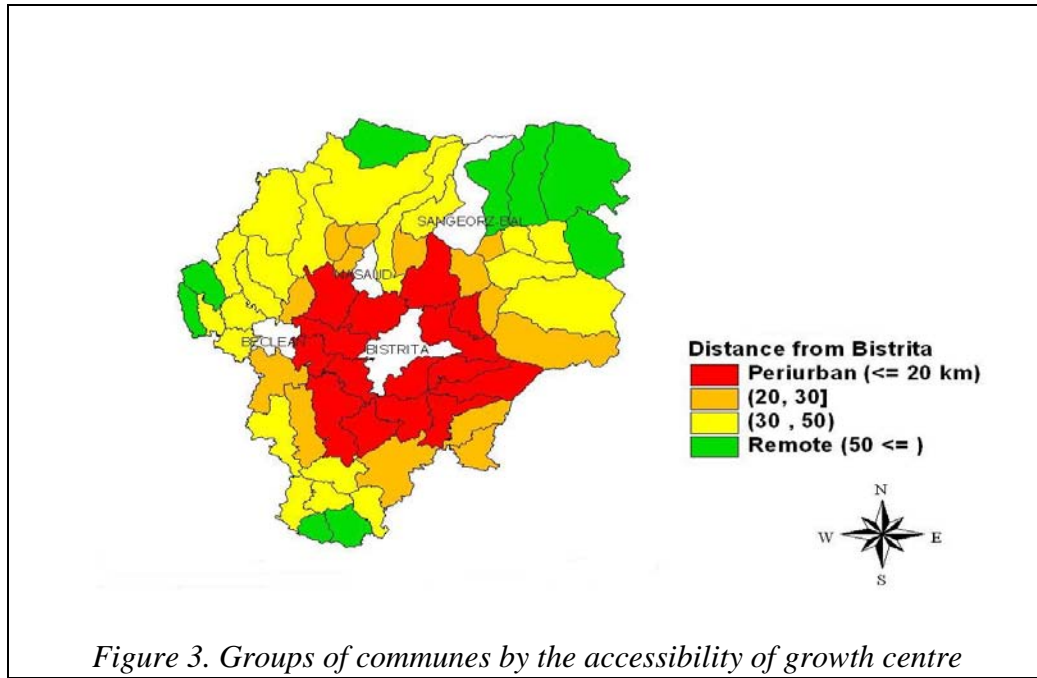 SANGEORZ-BAI
NASAUD
BECLEAN
BISTRITA
Distance from Bistrita
Periurban (<= 20 km)
(20, 30]
(30 , 50)
Remote (50 <= )
N
W E
S
Figure 3. Groups of communes by the accessibility of growth centre